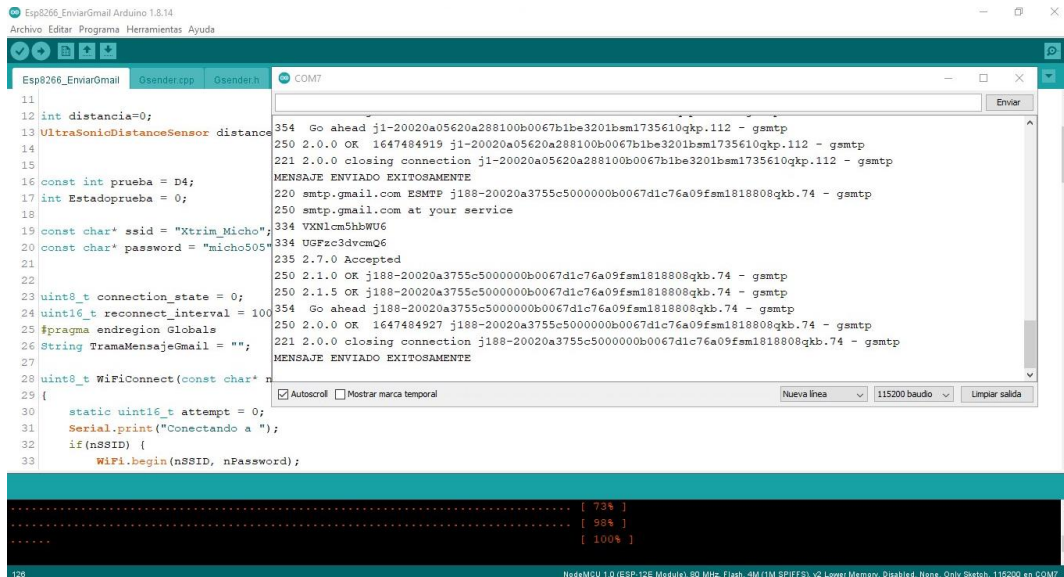 Esp8266_EnviarGmail Arduino 1.8.14
Archivo Editar Programa Herramientas Ayuda
Esp8266_EnviarGmail Gsender.cpp Gsender.h
11
12 int distancia=0;
13 UltraSonicDistanceSensor distance
14
15
16 const int prueba = D4;
17 int Estadoprueba = 0;
18
19 const char* ssid = "Xtrim_Micho";
20 const char* password = "micho505"
21
22
23 uint8_t connection_state = 0;
24 uint16_t reconnect_interval = 100
25 #pragma endregion Globals
26 String TramaMensajeGmail = "";
27
28 uint8_t WiFiConnect(const char* n
29 {
30 static uint16_t attempt = 0;
31 Serial.print("Conectando a ");
32 if(nSSID) {
33 WiFi.begin(nSSID, nPassword);
COM7
Enviar
354 Go ahead j1-20020a05620a288100b0067b1be3201bsm1735610qkp.112 - gsmtp
250 2.0.0 OK 1647484919 j1-20020a05620a288100b0067b1be3201bsm1735610qkp.112 - gsmtp
221 2.0.0 closing connection j1-20020a05620a288100b0067b1be3201bsm1735610qkp.112 - gsmtp
MENSAJE ENVIADO EXITOSAMENTE
220 smtp.gmail.com ESMTP j188-20020a3755c5000000b0067d1c76a09fsm1818808qkb.74 - gsmtp
250 smtp.gmail.com at your service
334 VXNlcm5hbWU6
334 UGFzc3dvcmQ6
235 2.7.0 Accepted
250 2.1.0 OK j188-20020a3755c5000000b0067d1c76a09fsm1818808qkb.74 - gsmtp
250 2.1.5 OK j188-20020a3755c5000000b0067d1c76a09fsm1818808qkb.74 - gsmtp
354 Go ahead j188-20020a3755c5000000b0067d1c76a09fsm1818808qkb.74 - gsmtp
250 2.0.0 OK 1647484927 j188-20020a3755c5000000b0067d1c76a09fsm1818808qkb.74 - gsmtp
221 2.0.0 closing connection j188-20020a3755c5000000b0067d1c76a09fsm1818808qkb.74 - gsmtp
MENSAJE ENVIADO EXITOSAMENTE
Autoscroll Mostrar marca temporal Nueva línea 115200 baudio Limpiar salida
[ 73% ]
[ 98% ]
[ 100% ]
126 NodeMCU 1.0 (ESP-12E Module), 80 MHz, Flash, 4M (1M SPIFFS), v2 Lower Memory, Disabled, None, Only Sketch, 115200 en COM7